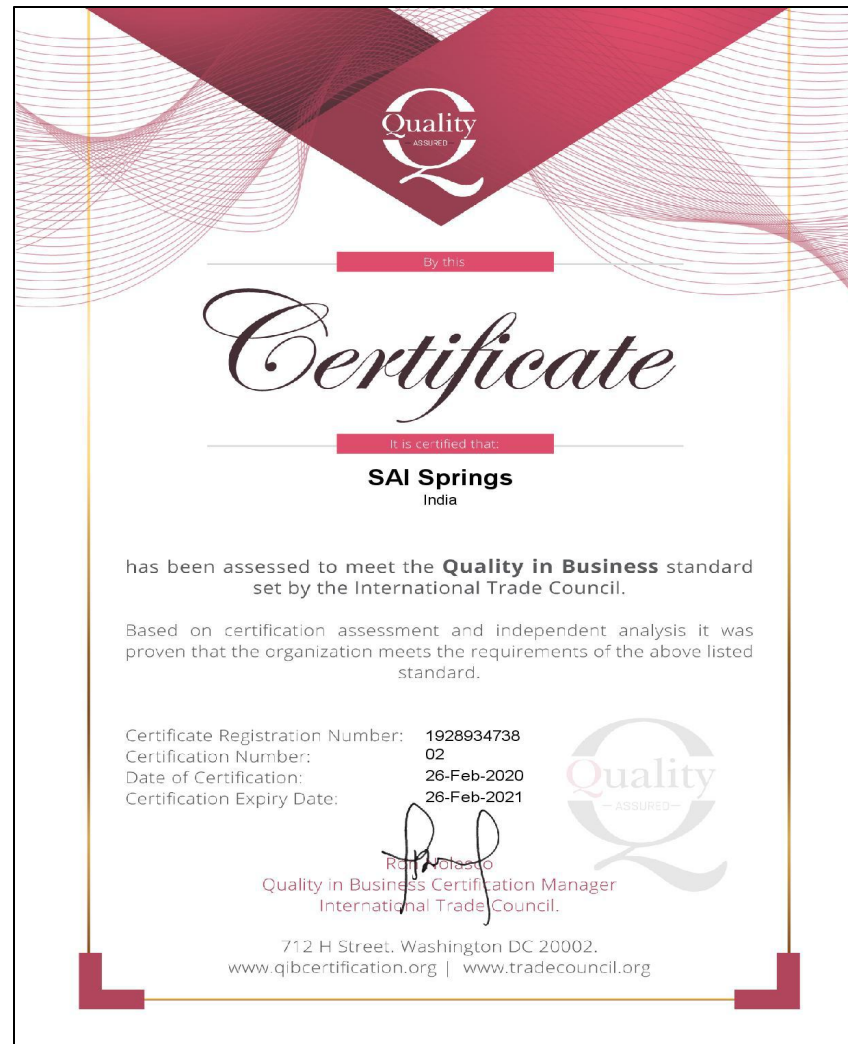 Quality
ASSURED
By this
Certificate
It is certified that:
SAI Springs
India
has been assessed to meet the Quality in Business standard
set by the International Trade Council.
Based on certification assessment and independent analysis it was
proven that the organization meets the requirements of the above listed
standard.
Certificate Registration Number: 1928934738
Certification Number: 02
Date of Certification: 26-Feb-2020
Certification Expiry Date: 26-Feb-2021
Quality
ASSURED
Ron Nolasco
Quality in Business Certification Manager
International Trade Council.
712 H Street. Washington DC 20002.
www.qibcertification.org | www.tradecouncil.org